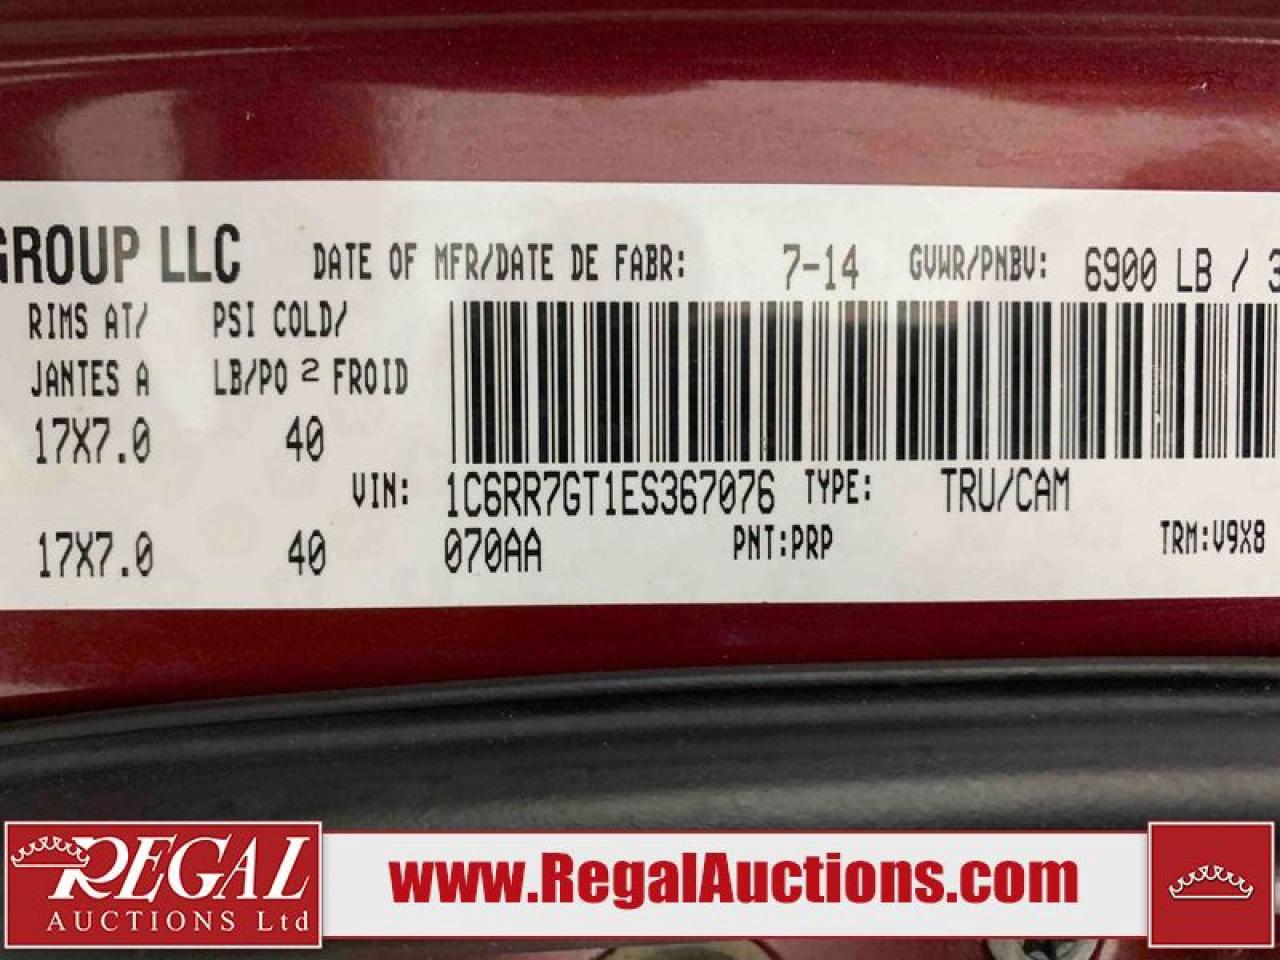 GROUP LLC DATE OF MFR/DATE DE FABR: 7-14 GVWR/PNBV: 6900 LB / 3
RIMS AT/ PSI COLD/
JANTES A LB/PO 2 FROID
17X7.0 40
VIN: 1C6RR7GT1ES367076 TYPE: TRU/CAM
17X7.0 40 070AA PNT:PRP TRM:V9X8
REGAL
AUCTIONS Ltd
www.RegalAuctions.com